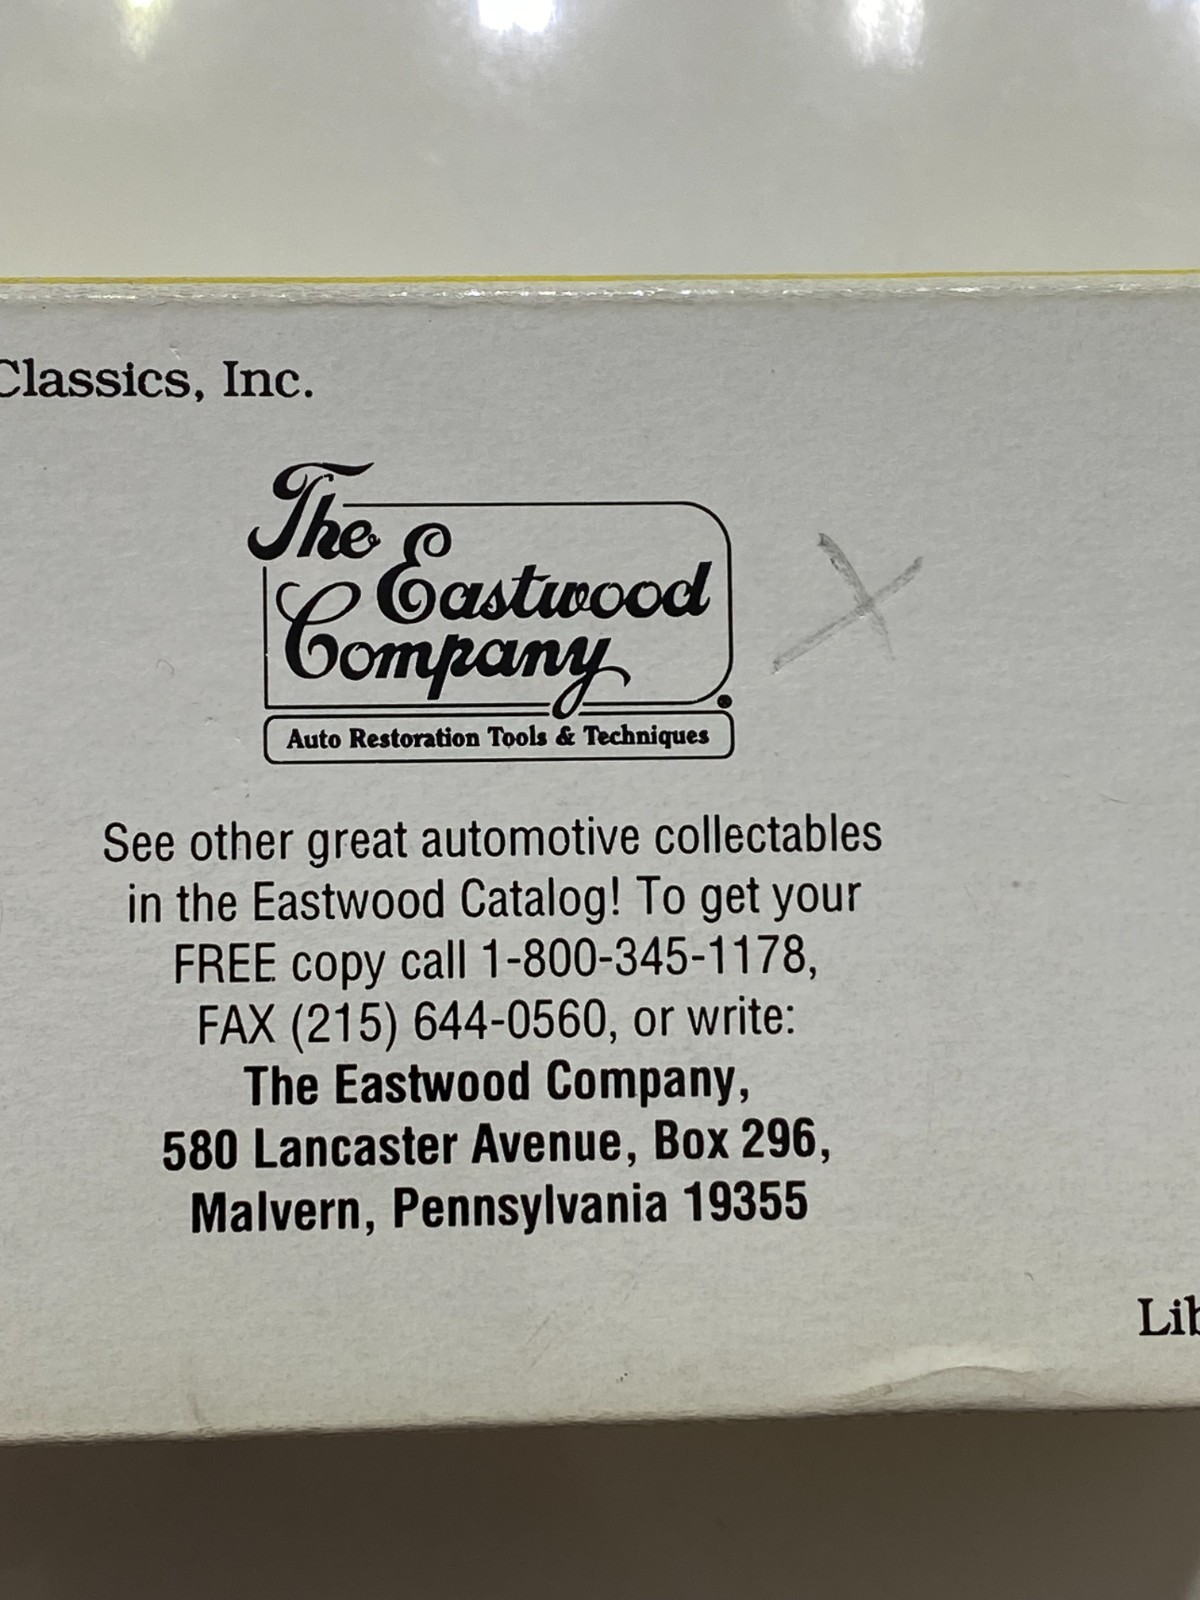 Classics, Inc.
The Eastwood
Company
Auto Restoration Tools & Techniques
See other great automotive collectables
in the Eastwood Catalog! To get your
FREE copy call 1-800-345-1178,
FAX (215) 644-0560, or write:
The Eastwood Company,
580 Lancaster Avenue, Box 296,
Malvern, Pennsylvania 19355
Lib